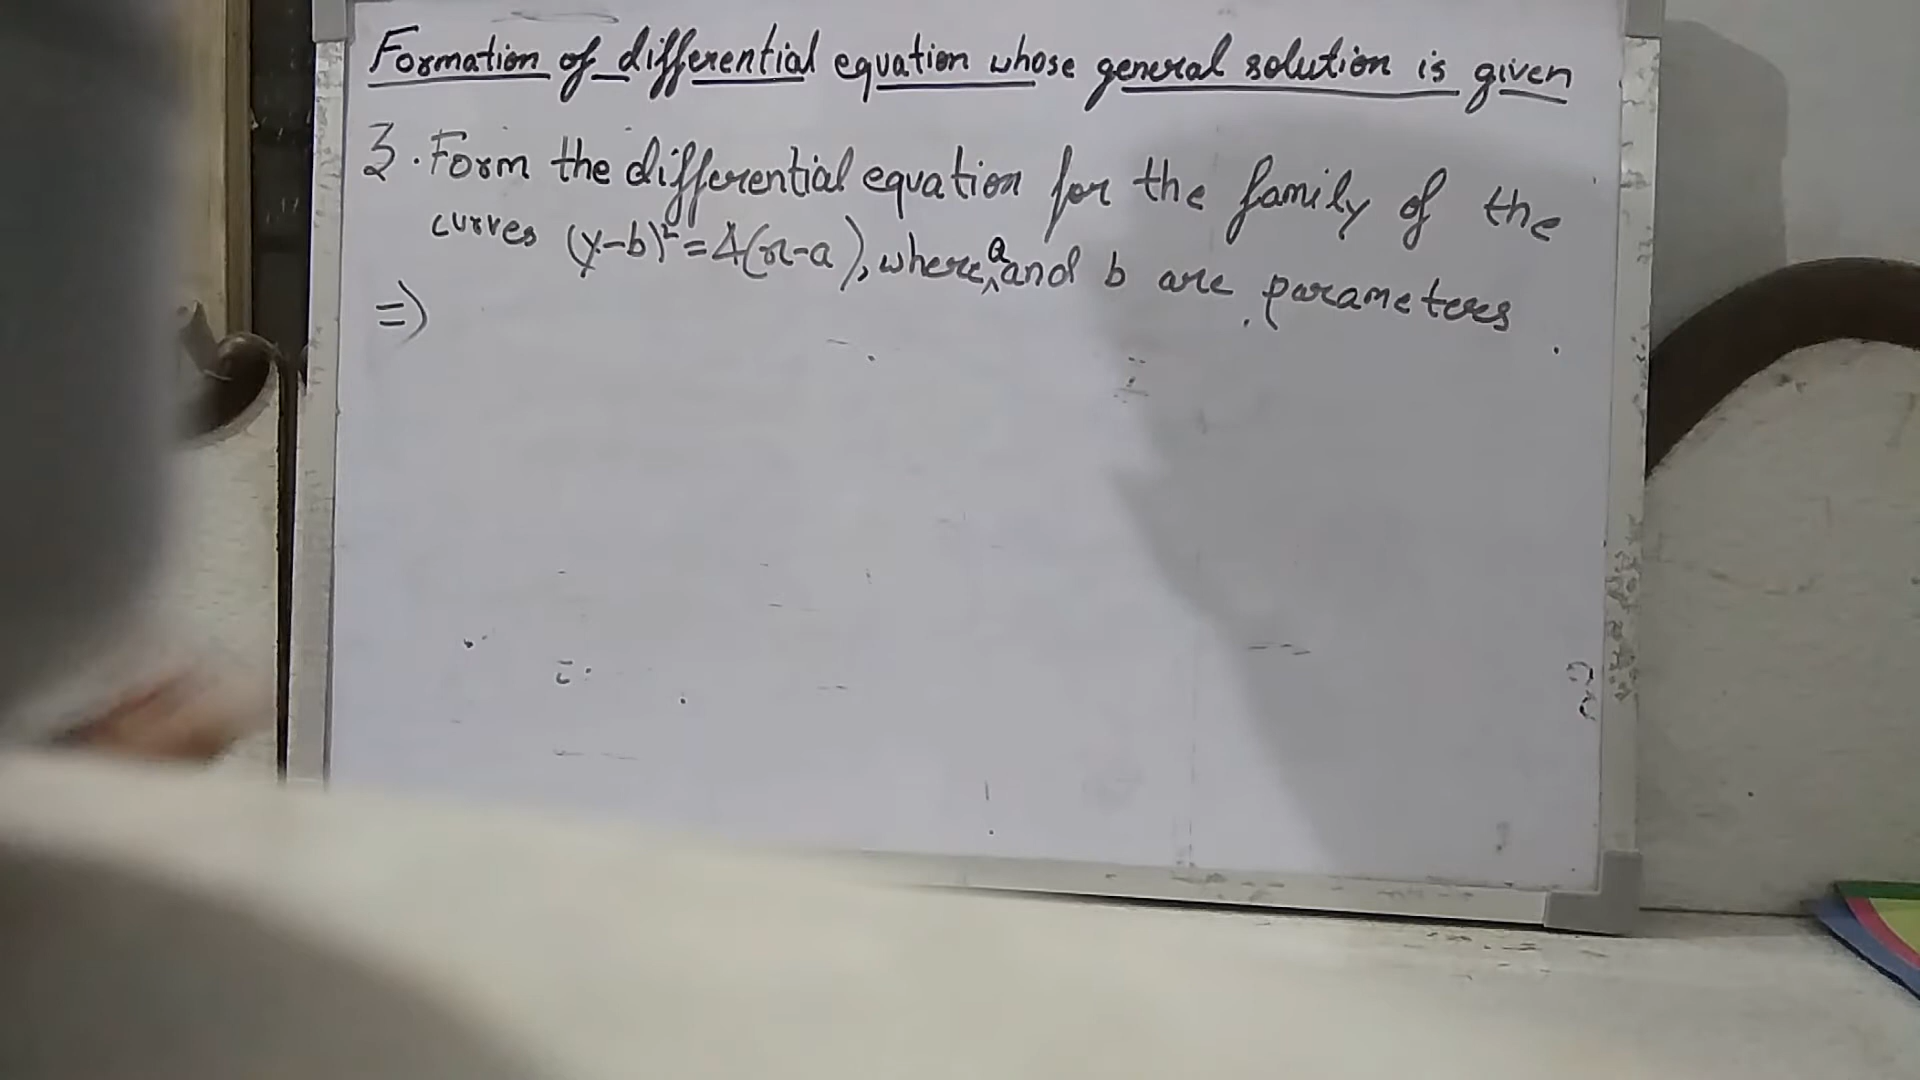 Formation of differential equation whose general solution is given
3. Form the differential equation for the family of the
curves (y-b)²=4(x-a), where a and b are parameters.
=>